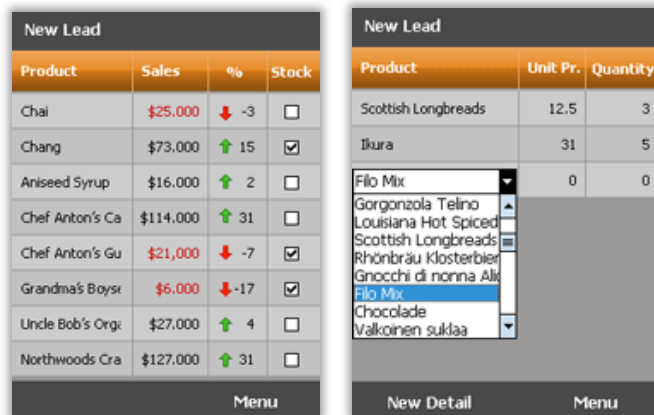 New Lead
Product Sales % Stock
Chai $25.000 -3
Chang $73.000 15
Aniseed Syrup $16.000 2
Chef Anton's Ca $114.000 31
Chef Anton's Gu $21,000 -7
Grandma's Boyse $6.000 -17
Uncle Bob's Orga $27.000 4
Northwoods Cra $127.000 31
Menu
New Lead
Product Unit Pr. Quantity
Scottish Longbreads 12.5 3
Ikura 31 5
Filo Mix 0 0
Gorgonzola Telino
Louisiana Hot Spiced
Scottish Longbreads
Rhönbräu Klosterbier
Gnocchi di nonna Alic
Filo Mix
Chocolade
Valkoinen suklaa
New Detail Menu